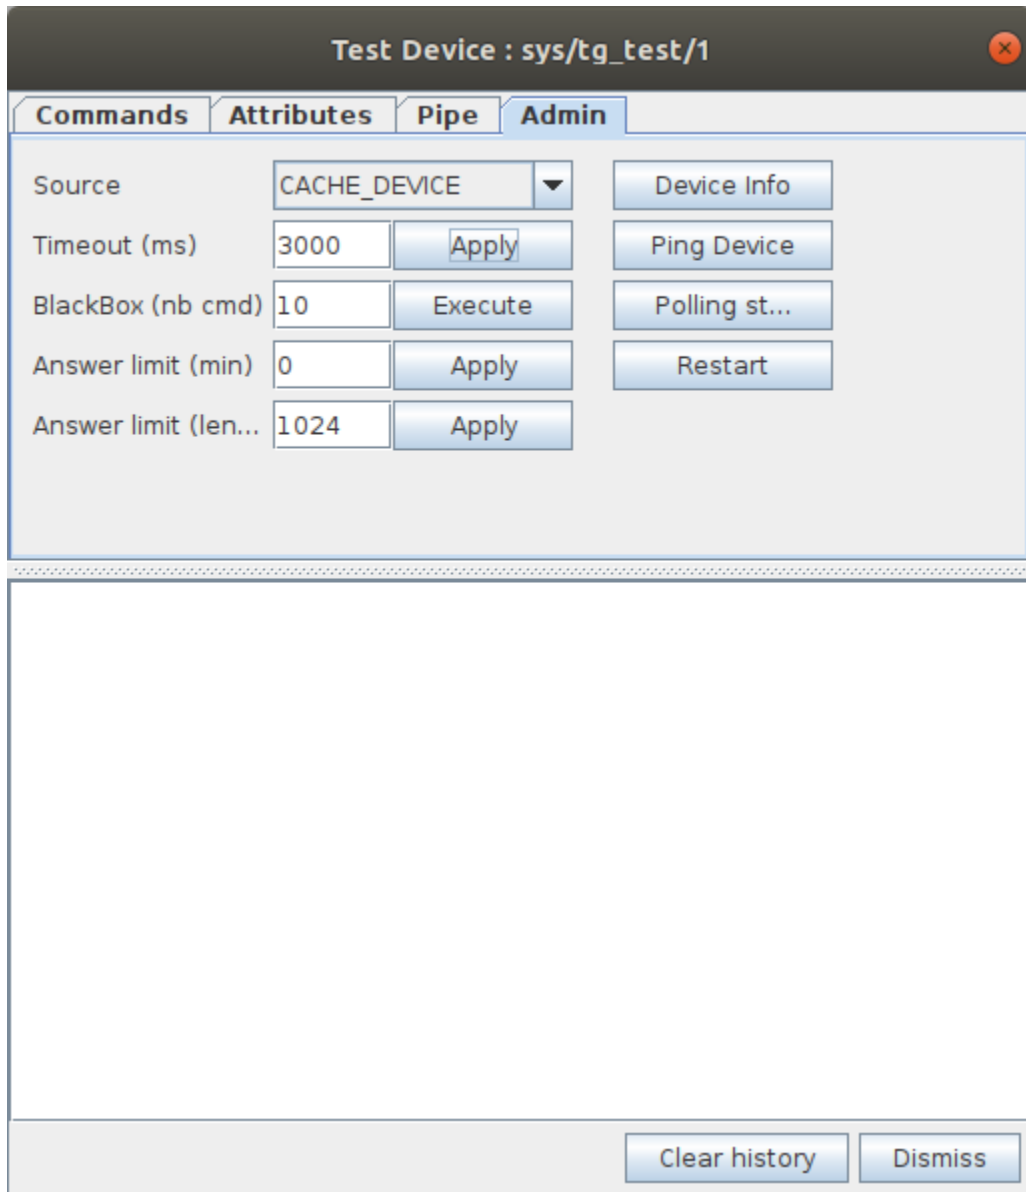 Test Device : sys/tg_test/1
Commands Attributes Pipe Admin
Source CACHE_DEVICE Device Info
Timeout (ms) 3000 Apply Ping Device
BlackBox (nb cmd) 10 Execute Polling st...
Answer limit (min) 0 Apply Restart
Answer limit (len... 1024 Apply
Clear history Dismiss